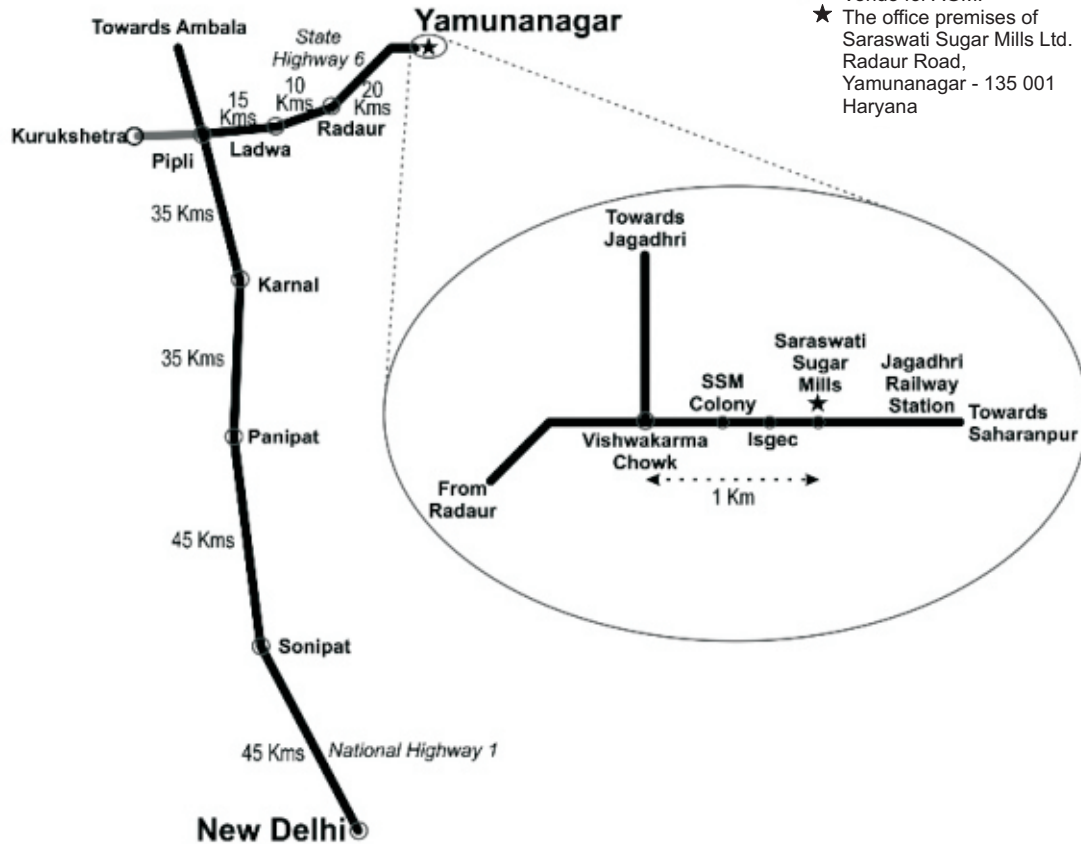 ★ The office premises of
Saraswati Sugar Mills Ltd.
Radaur Road,
Yamunanagar - 135 001
Haryana
Yamunanagar
Towards Ambala
State
Highway 6
15
Kms
10
Kms
20
Kms
Kurukshetra
Pipli
Ladwa
Radaur
35 Kms
Karnal
35 Kms
Panipat
45 Kms
Sonipat
45 Kms
National Highway 1
New Delhi
Towards
Jagadhri
Saraswati
Sugar
Mills
SSM
Colony
Jagadhri
Railway
Station
Towards
Saharanpur
Vishwakarma
Chowk
Isgec
From
Radaur
1 Km